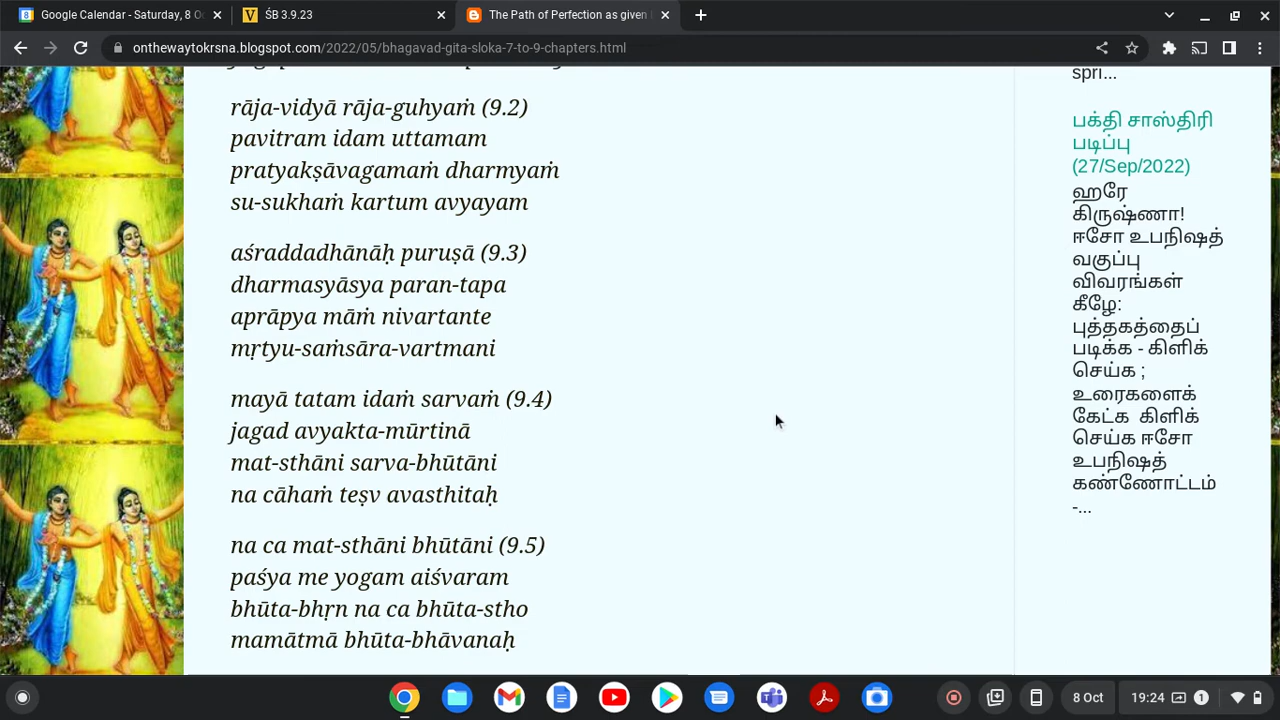 Google Calendar - Saturday, 8 O
ŚB 3.9.23
The Path of Perfection as given
onthewaytokrsna.blogspot.com/2022/05/bhagavad-gita-sloka-7-to-9-chapters.html
rāja-vidyā rāja-guhyaṁ (9.2)
pavitram idam uttamam
pratyakṣāvagamaṁ dharmyaṁ
su-sukhaṁ kartum avyayam
aśraddadhānāḥ puruṣā (9.3)
dharmasyāsya paran-tapa
aprāpya māṁ nivartante
mṛtyu-saṁsāra-vartmani
mayā tatam idaṁ sarvaṁ (9.4)
jagad avyakta-mūrtinā
mat-sthāni sarva-bhūtāni
na cāhaṁ teṣv avasthitaḥ
na ca mat-sthāni bhūtāni (9.5)
paśya me yogam aiśvaram
bhūta-bhṛn na ca bhūta-stho
mamātmā bhūta-bhāvanaḥ
spri...
பக்தி சாஸ்திரி
படிப்பு
(27/Sep/2022)
ஹரே
கிருஷ்ணா!
ஈசோ உபநிஷத்
வகுப்பு
விவரங்கள்
கீழே:
புத்தகத்தைப்
படிக்க - கிளிக்
செய்க ;
உரைகளைக்
கேட்க கிளிக்
செய்க ஈசோ
உபநிஷத்
கண்ணோட்டம்
-...
8 Oct
19:24
1